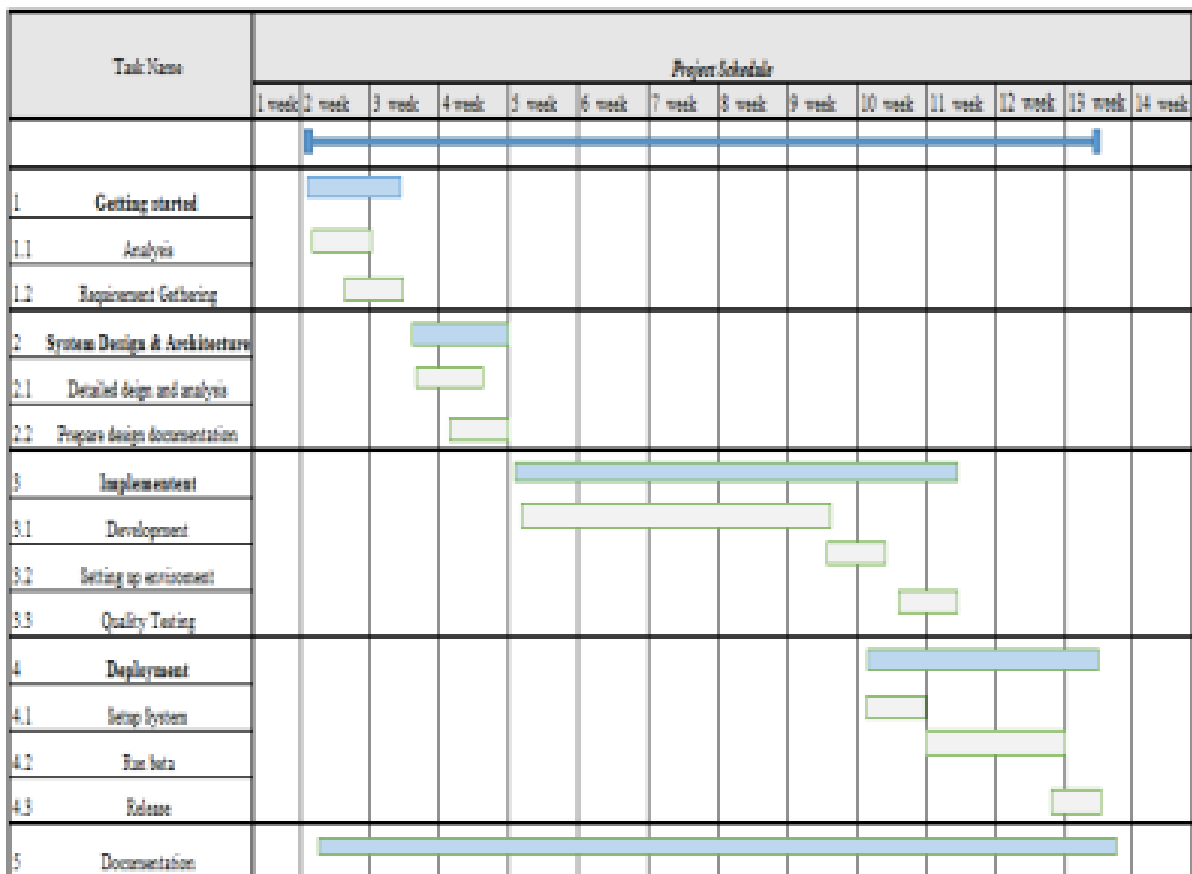 Task Name
Project Schedule
1 week 2 week 3 week 4 week 5 week 6 week 7 week 8 week 9 week 10 week 11 week 12 week 13 week 14 week
1 Getting started
1.1 Analysis
1.2 Requirement Gathering
2 System Design & Architecture
2.1 Detailed deign and analysis
2.2 Prepare design documentation
3 Implementent
3.1 Development
3.2 Setting up enviroment
3.3 Quality Testing
4 Deployment
4.1 Setup System
4.2 Run beta
4.3 Release
5 Documentation